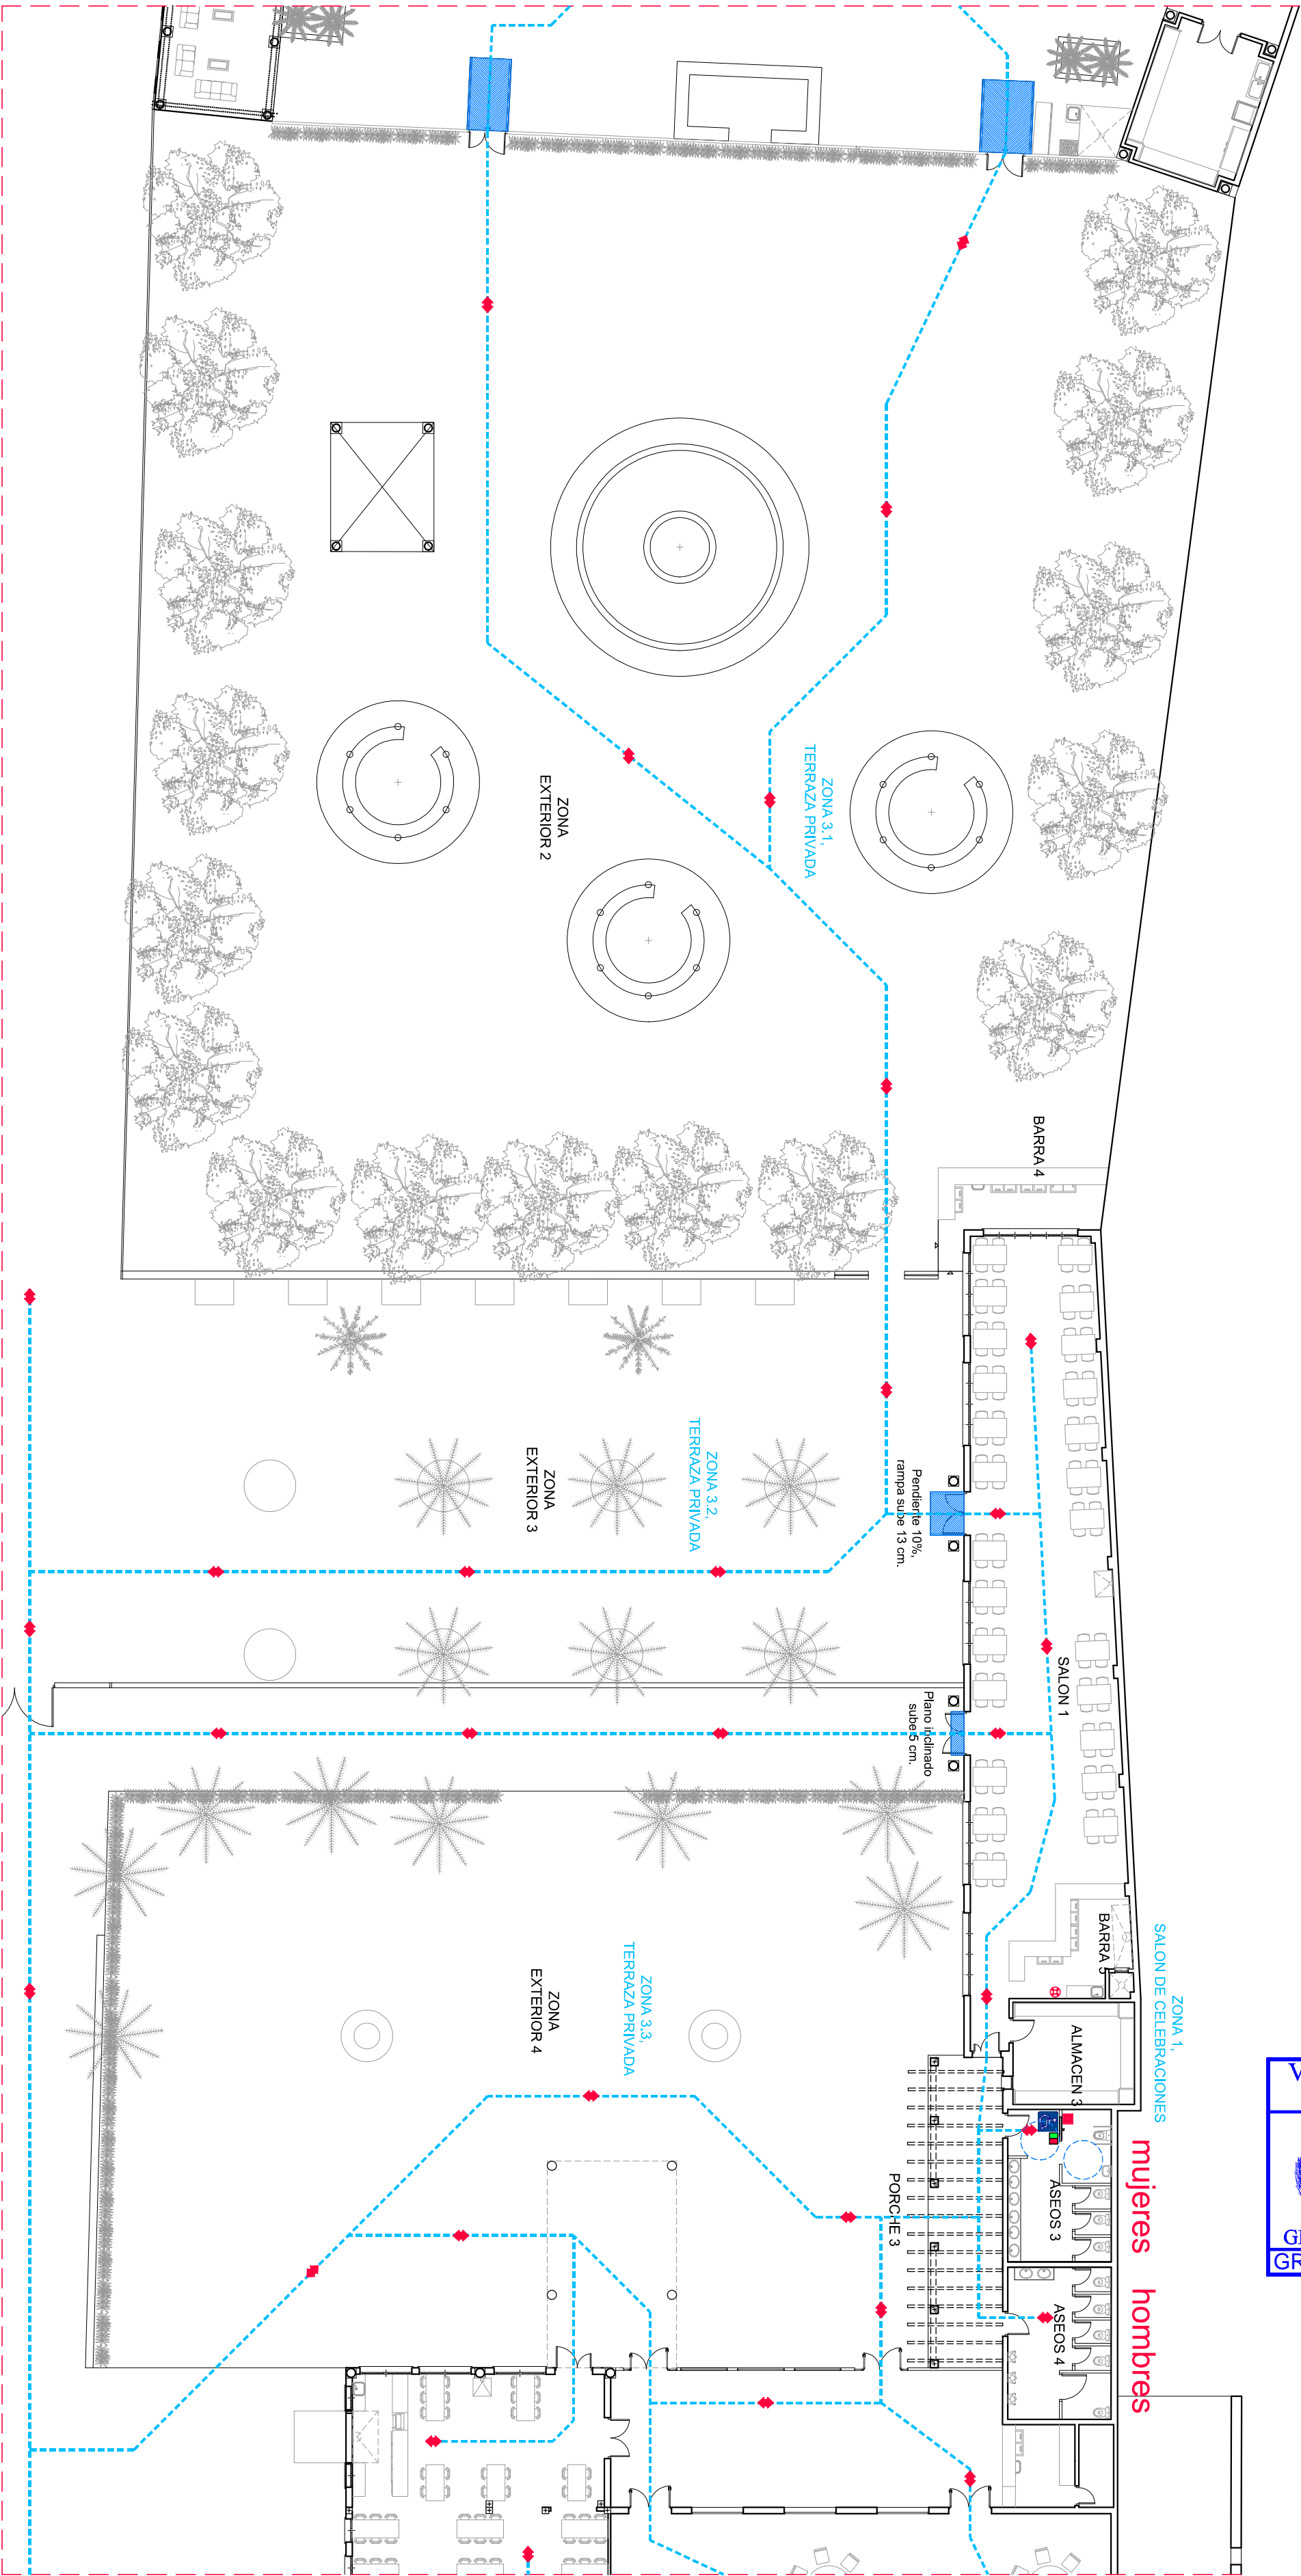 ZONA 3.1,
TERRAZA PRIVADA
ZONA
EXTERIOR 2
BARRA 4
ZONA 3.2,
TERRAZA PRIVADA
ZONA
EXTERIOR 3
Pendiente 10%,
rampa sube 13 cm.
SALON 1
Plano inclinado
sube 5 cm.
BARRA 3
ZONA 1,
SALON DE CELEBRACIONES
ZONA 3.3,
TERRAZA PRIVADA
ZONA
EXTERIOR 4
ALMACEN 3
PORCHE 3
ASEOS 3
mujeres
ASEOS 4
hombres
V
GR